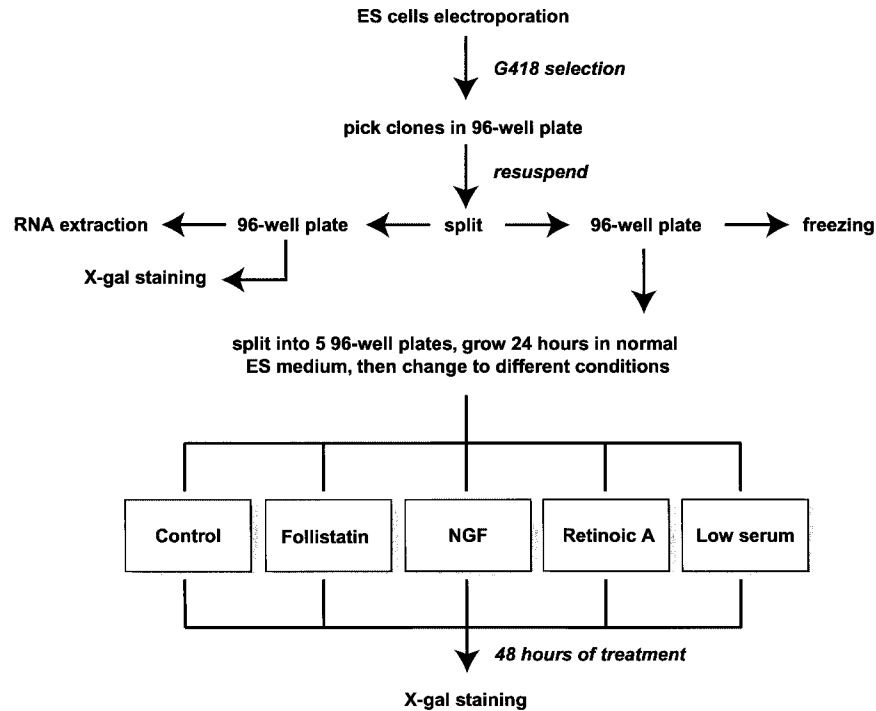 ES cells electroporation
G418 selection
pick clones in 96-well plate
resuspend
RNA extraction
96-well plate
split
96-well plate
freezing
X-gal staining
split into 5 96-well plates, grow 24 hours in normal
ES medium, then change to different conditions
Control
Follistatin
NGF
Retinoic A
Low serum
48 hours of treatment
X-gal staining